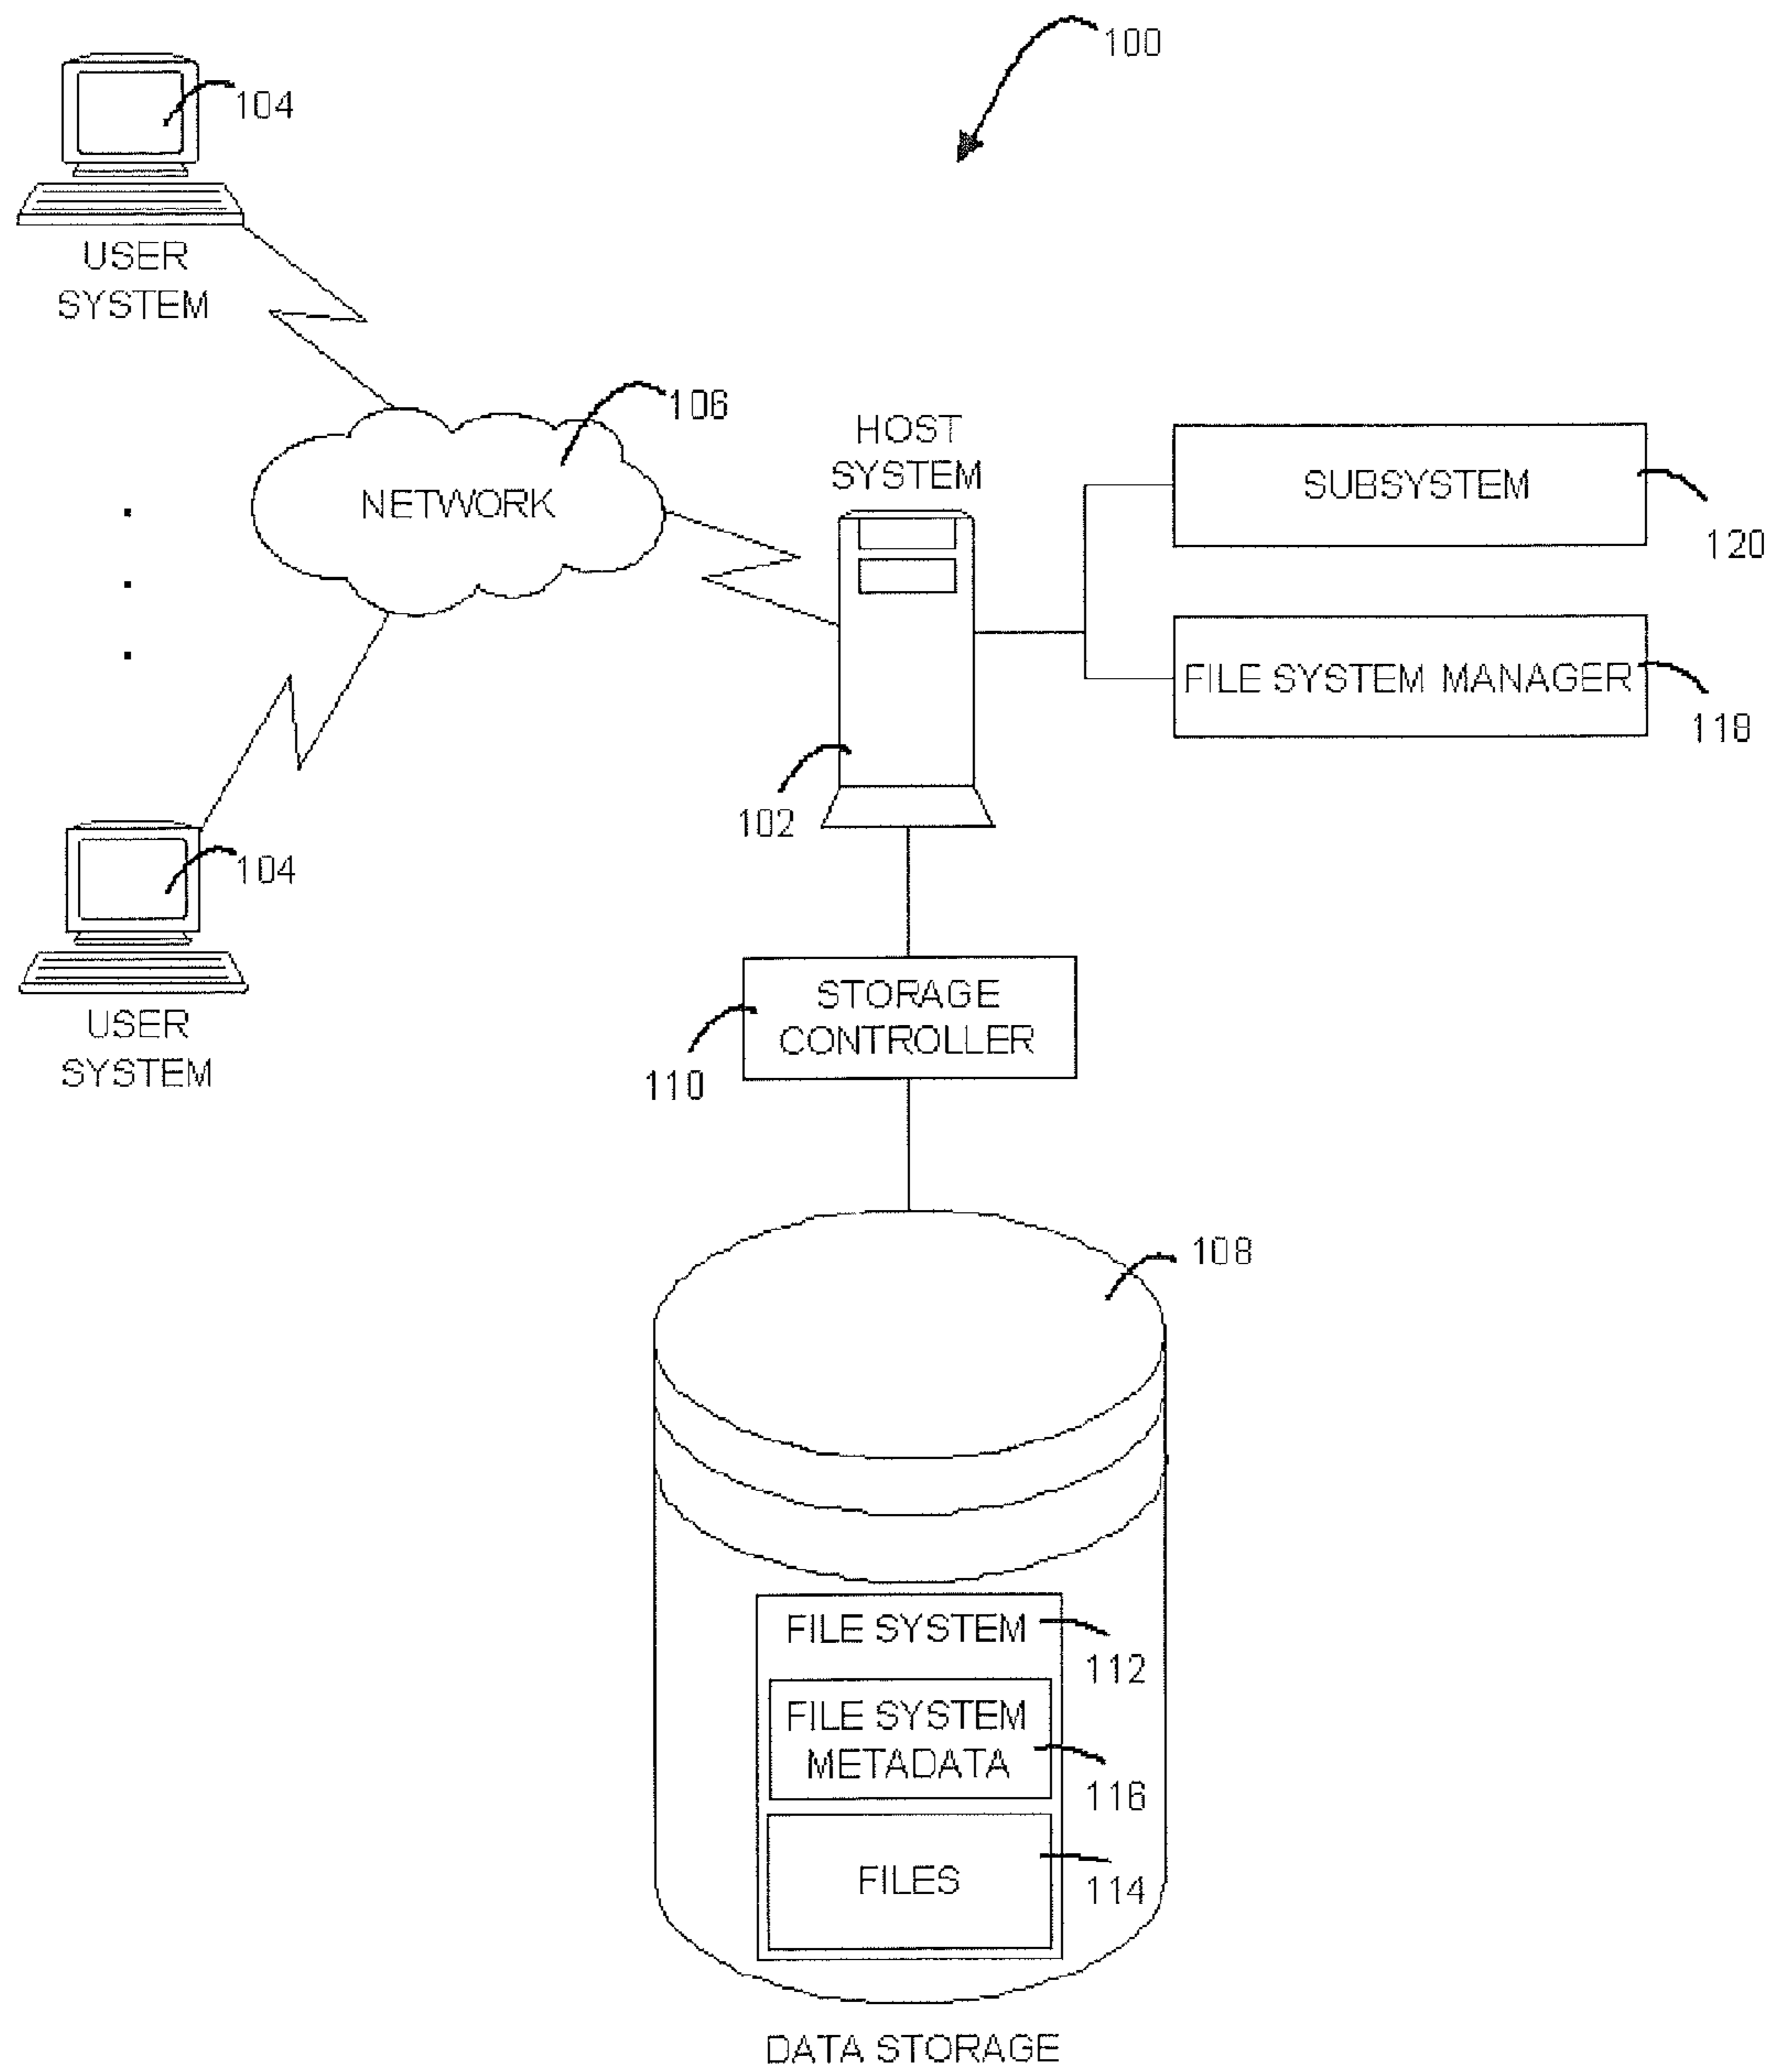 100
104
USER
SYSTEM
106
NETWORK
HOST
SYSTEM
SUBSYSTEM
120
FILE SYSTEM MANAGER
118
102
104
USER
SYSTEM
STORAGE
CONTROLLER
110
108
FILE SYSTEM
112
FILE SYSTEM
METADATA
116
FILES
114
DATA STORAGE